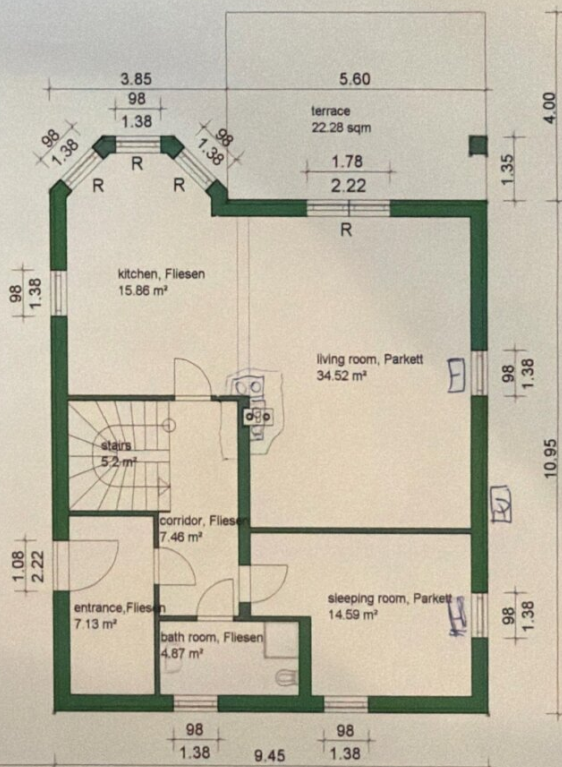 3.85
5.60
4.00
98
1.38
98
1.38
98
1.38
terrace
22.28 sqm
1.78
2.22
1.35
R
R
R
R
kitchen, Fliesen
15.86 m²
98
1.38
living room, Parkett
34.52 m²
98
1.38
stairs
5.2 m²
10.95
corridor, Fliesen
7.46 m²
1.08
2.22
entrance,Fliesen
7.13 m²
sleeping room, Parkett
14.59 m²
98
1.38
bath room, Fliesen
4.87 m²
98
1.38
98
1.38
9.45